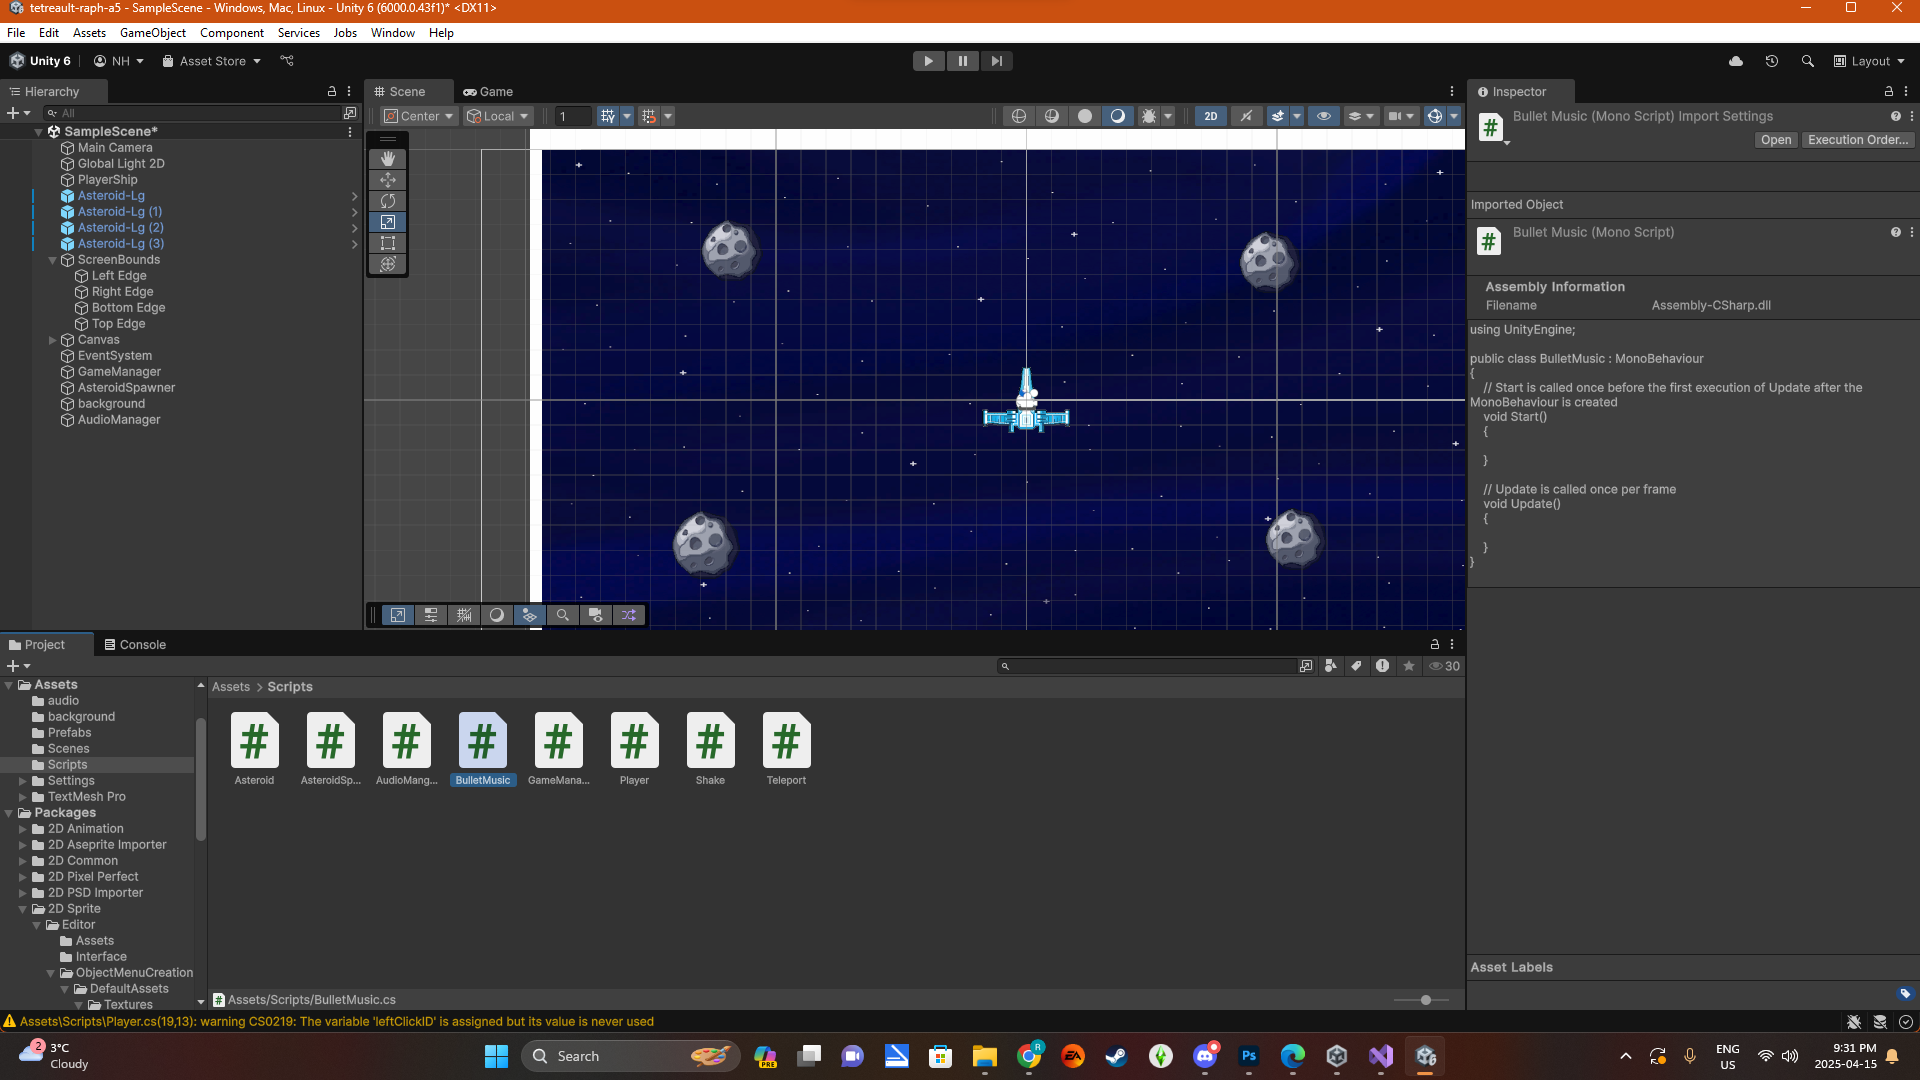 tetreault-raph-a5 - SampleScene - Windows, Mac, Linux - Unity 6 (6000.0.43f1)* <DX11>
File Edit Assets GameObject Component Services Jobs Window Help
Unity 6 NH Asset Store Layout
Hierarchy
All
SampleScene*
Main Camera
Global Light 2D
PlayerShip
Asteroid-Lg
Asteroid-Lg (1)
Asteroid-Lg (2)
Asteroid-Lg (3)
ScreenBounds
Left Edge
Right Edge
Bottom Edge
Top Edge
Canvas
EventSystem
GameManager
AsteroidSpawner
background
AudioManager
Scene Game
Center Local 1 2D
Inspector
Bullet Music (Mono Script) Import Settings
Open Execution Order...
Imported Object
Bullet Music (Mono Script)
Assembly Information
Filename Assembly-CSharp.dll
using UnityEngine;
public class BulletMusic : MonoBehaviour
{
// Start is called once before the first execution of Update after the
MonoBehaviour is created
void Start()
{
}
// Update is called once per frame
void Update()
{
}
}
Asset Labels
Project Console
30
Assets
audio
background
Prefabs
Scenes
Scripts
Settings
TextMesh Pro
Packages
2D Animation
2D Aseprite Importer
2D Common
2D Pixel Perfect
2D PSD Importer
2D Sprite
Editor
Assets
Interface
ObjectMenuCreation
DefaultAssets
Textures
Assets > Scripts
# # # # # # # #
Asteroid AsteroidSp... AudioMang... BulletMusic GameMana... Player Shake Teleport
Assets/Scripts/BulletMusic.cs
Assets\Scripts\Player.cs(19,13): warning CS0219: The variable 'leftClickID' is assigned but its value is never used
2
3°C
Cloudy
Search
PRE
R
EA
Ps
ENG
US
9:31 PM
2025-04-15